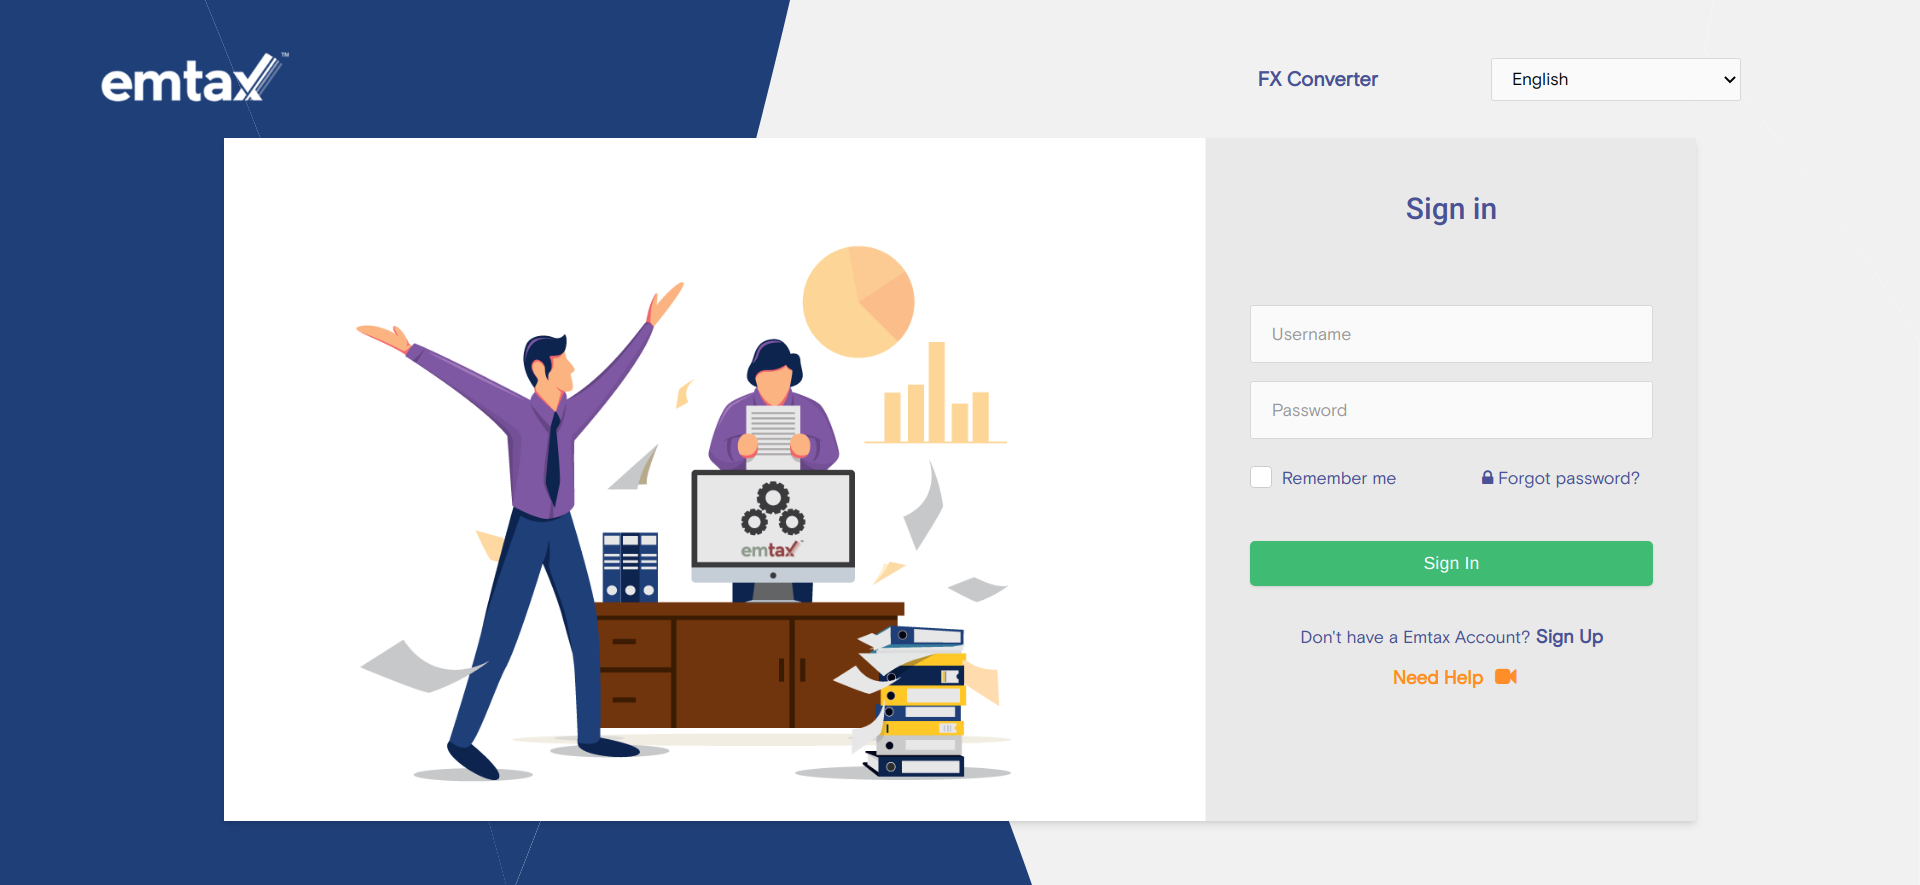 emtax™
FX Converter
English
Sign in
Username
Password
Remember me
Forgot password?
Sign In
Don't have a Emtax Account? Sign Up
Need Help
emtax